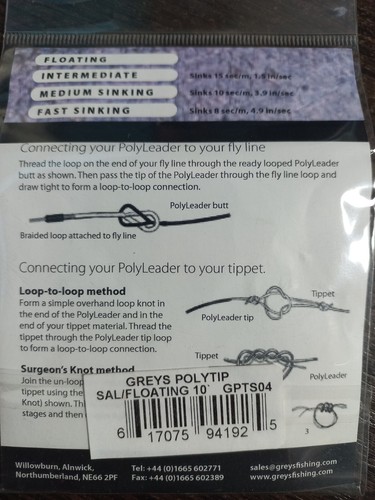 FLOATING
INTERMEDIATE Sinks 15 sec/m, 1.5 in/sec
MEDIUM SINKING Sinks 10 sec/m, 3.9 in/sec
FAST SINKING Sinks 8 sec/m, 4.9 in/sec
Connecting your PolyLeader to your fly line
Thread the loop on the end of your fly line through the ready looped PolyLeader
butt as shown. Then pass the tip of the PolyLeader through the fly line loop and
draw tight to form a loop-to-loop connection.
PolyLeader butt
Braided loop attached to fly line
Connecting your PolyLeader to your tippet.
Loop-to-loop method
Form a simple overhand loop knot in
the end of the PolyLeader and in the
end of your tippet material. Thread the
tippet through the PolyLeader tip loop
to form a loop-to-loop connection.
Tippet
PolyLeader tip
Surgeon's Knot method
Join the un-loop
tippet using the
Knot) shown. Th
stages and then
Tippet
PolyLeader
3
GREYS POLYTIP
SAL/FLOATING 10' GPTS04
6 17075 94192 5
Willowburn, Alnwick,
Northumberland, NE66 2PF
Tel: +44 (0)1665 602771
Fax: +44 (0)1665 602389
sales@greysfishing.com
www.greysfishing.com